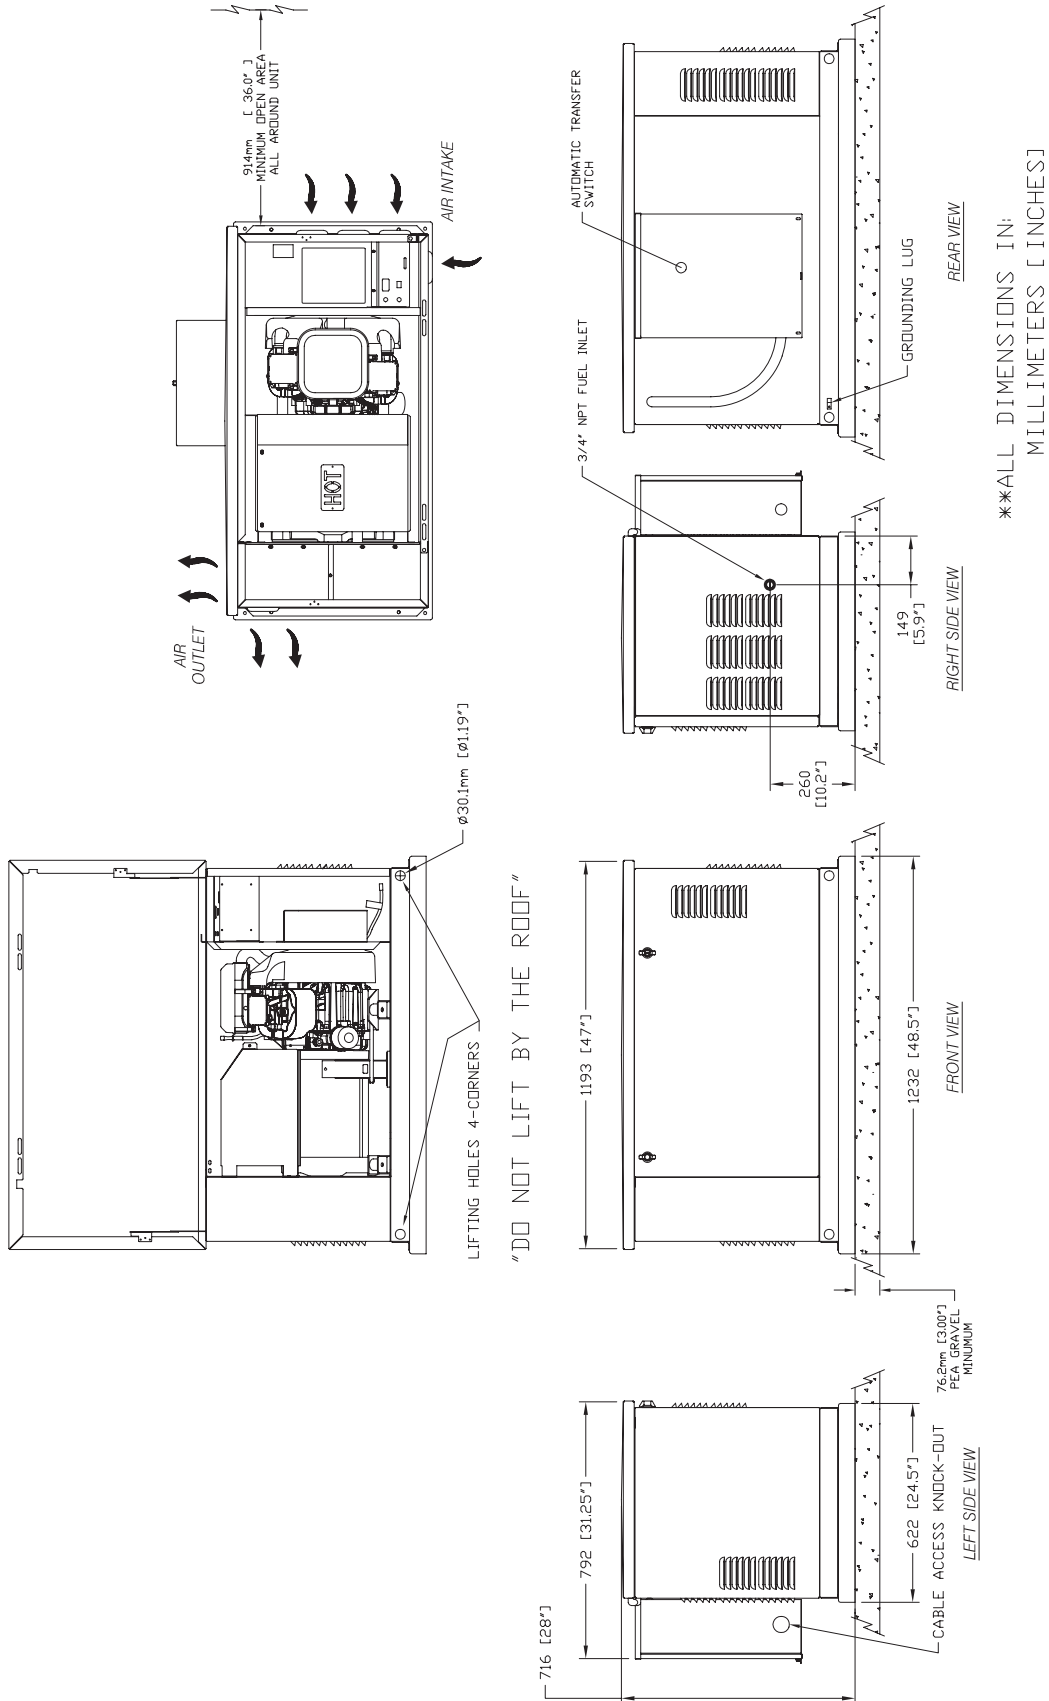 914mm [ 36.0" ]
MINIMUM OPEN AREA
ALL AROUND UNIT
AIR INTAKE
HOT
AIR
OUTLET
Ø30.1mm [Ø1.19"]
LIFTING HOLES 4-CORNERS
"DO NOT LIFT BY THE ROOF"
716 [28"]
792 [31.25"]
622 [24.5"]
CABLE ACCESS KNOCK-OUT
LEFT SIDE VIEW
76.2mm [3.00"]
PEA GRAVEL
MINUMUM
1193 [47"]
1232 [48.5"]
FRONT VIEW
260
[10.2"]
149
[5.9"]
RIGHT SIDE VIEW
3/4" NPT FUEL INLET
AUTOMATIC TRANSFER
SWITCH
GROUNDING LUG
REAR VIEW
**ALL DIMENSIONS IN:
MILLIMETERS [INCHES]